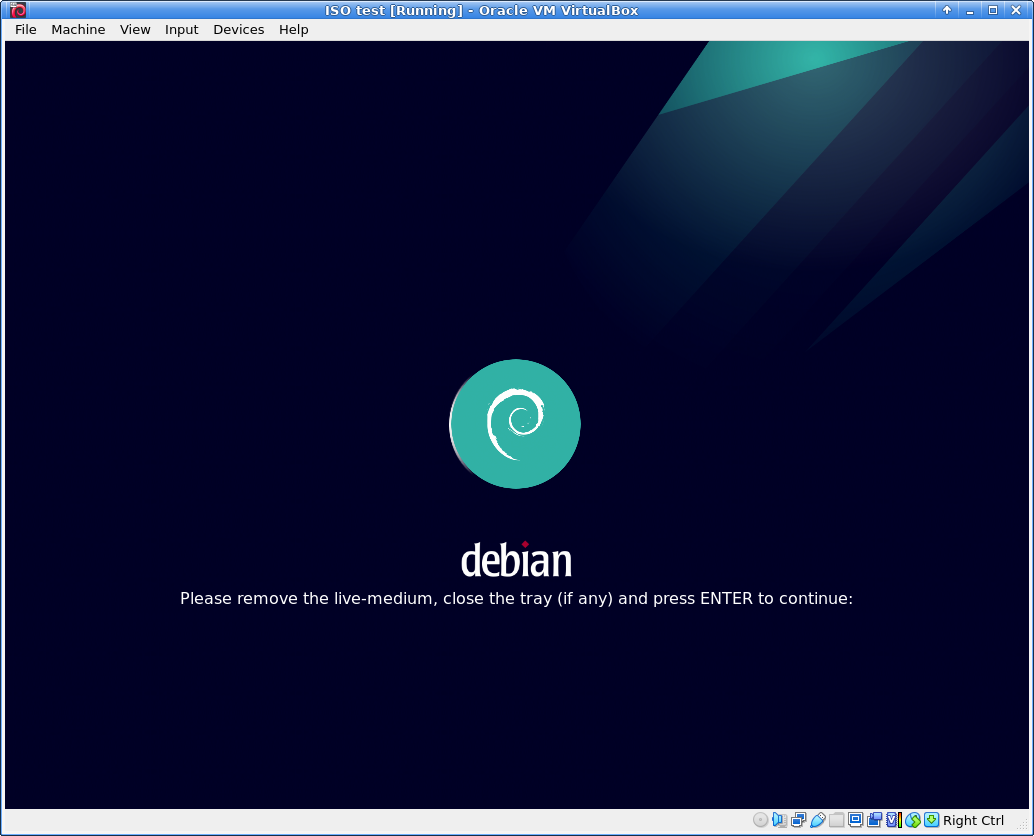 ISO test [Running] - Oracle VM VirtualBox
File Machine View Input Devices Help
debian
Please remove the live-medium, close the tray (if any) and press ENTER to continue:
Right Ctrl